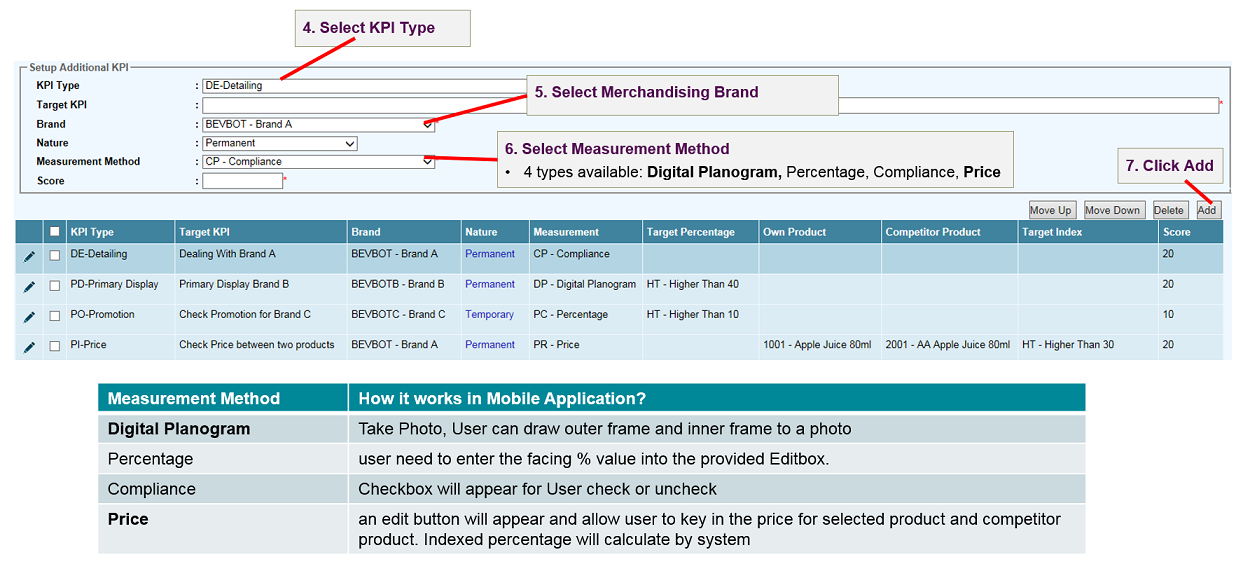 4. Select KPI Type
Setup Additional KPI
KPI Type : DE-Detailing
5. Select Merchandising Brand
Target KPI : *
Brand : BEVBOT - Brand A *
Nature : Permanent
6. Select Measurement Method
• 4 types available: Digital Planogram, Percentage, Compliance, Price
Measurement Method : CP - Compliance
Score : *
7. Click Add
Move Up Move Down Delete Add
KPI Type Target KPI Brand Nature Measurement Target Percentage Own Product Competitor Product Target Index Score
DE-Detailing Dealing With Brand A BEVBOT - Brand A Permanent CP - Compliance 20
PD-Primary Display Primary Display Brand B BEVBOTB - Brand B Permanent DP - Digital Planogram HT - Higher Than 40 20
PO-Promotion Check Promotion for Brand C BEVBOTC - Brand C Temporary PC - Percentage HT - Higher Than 10 10
PI-Price Check Price between two products BEVBOT - Brand A Permanent PR - Price 1001 - Apple Juice 80ml 2001 - AA Apple Juice 80ml HT - Higher Than 30 20
Measurement Method How it works in Mobile Application?
Digital Planogram Take Photo, User can draw outer frame and inner frame to a photo
Percentage user need to enter the facing % value into the provided Editbox.
Compliance Checkbox will appear for User check or uncheck
Price an edit button will appear and allow user to key in the price for selected product and competitor
product. Indexed percentage will calculate by system